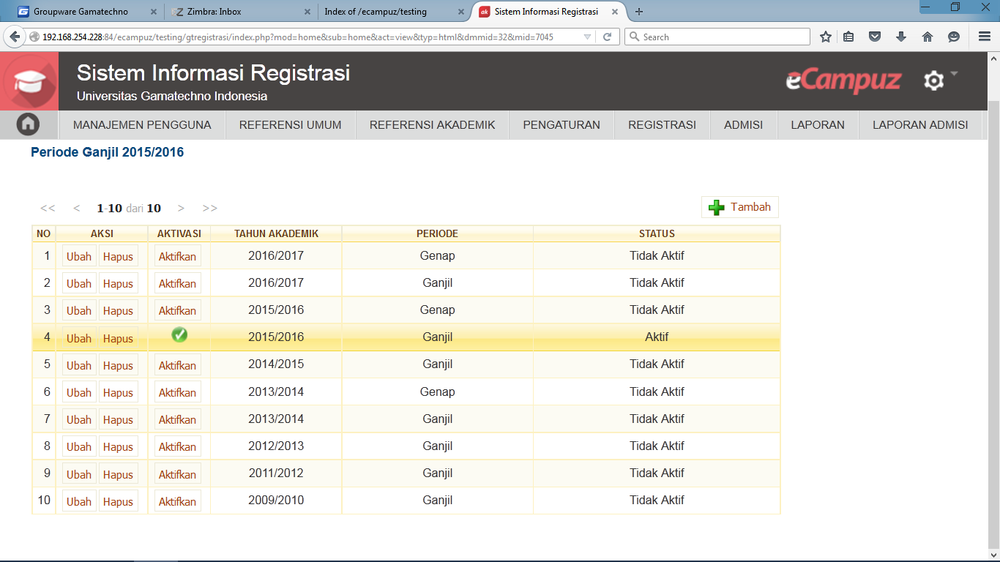 Groupware Gamatechno
Zimbra: Inbox
Index of /ecampuz/testing
ak Sistem Informasi Registrasi
192.168.254.228:84/ecampuz/testing/gtregistrasi/index.php?mod=home&sub=home&act=view&typ=html&dmmid=32&mid=7045
Search
Sistem Informasi Registrasi
Universitas Gamatechno Indonesia
eCampuz
MANAJEMEN PENGGUNA REFERENSI UMUM REFERENSI AKADEMIK PENGATURAN REGISTRASI ADMISI LAPORAN LAPORAN ADMISI
Periode Ganjil 2015/2016
<< < 1-10 dari 10 > >>
Tambah
NO AKSI AKTIVASI TAHUN AKADEMIK PERIODE STATUS
1 Ubah Hapus Aktifkan 2016/2017 Genap Tidak Aktif
2 Ubah Hapus Aktifkan 2016/2017 Ganjil Tidak Aktif
3 Ubah Hapus Aktifkan 2015/2016 Genap Tidak Aktif
4 Ubah Hapus 2015/2016 Ganjil Aktif
5 Ubah Hapus Aktifkan 2014/2015 Ganjil Tidak Aktif
6 Ubah Hapus Aktifkan 2013/2014 Genap Tidak Aktif
7 Ubah Hapus Aktifkan 2013/2014 Ganjil Tidak Aktif
8 Ubah Hapus Aktifkan 2012/2013 Ganjil Tidak Aktif
9 Ubah Hapus Aktifkan 2011/2012 Ganjil Tidak Aktif
10 Ubah Hapus Aktifkan 2009/2010 Ganjil Tidak Aktif